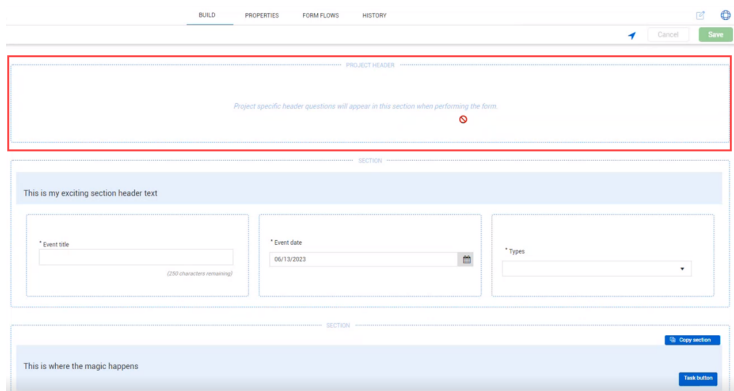 BUILD PROPERTIES FORM FLOWS HISTORY
Cancel Save
PROJECT HEADER
Project specific header questions will appear in this section when performing the form.
SECTION
This is my exciting section header text
* Event title
(250 characters remaining)
* Event date
06/13/2023
* Types
SECTION
Copy section
This is where the magic happens
Task button